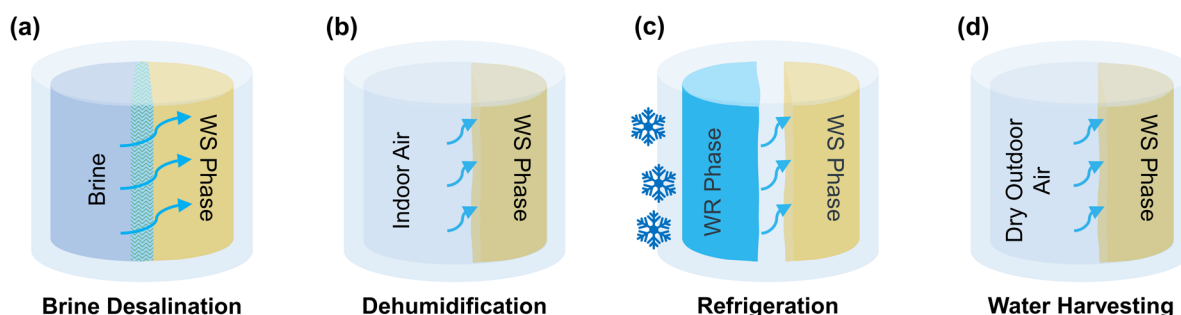 (a)
Brine
WS Phase
Brine Desalination
(b)
Indoor Air
WS Phase
Dehumidification
(c)
WR Phase
WS Phase
Refrigeration
(d)
Dry Outdoor
Air
WS Phase
Water Harvesting